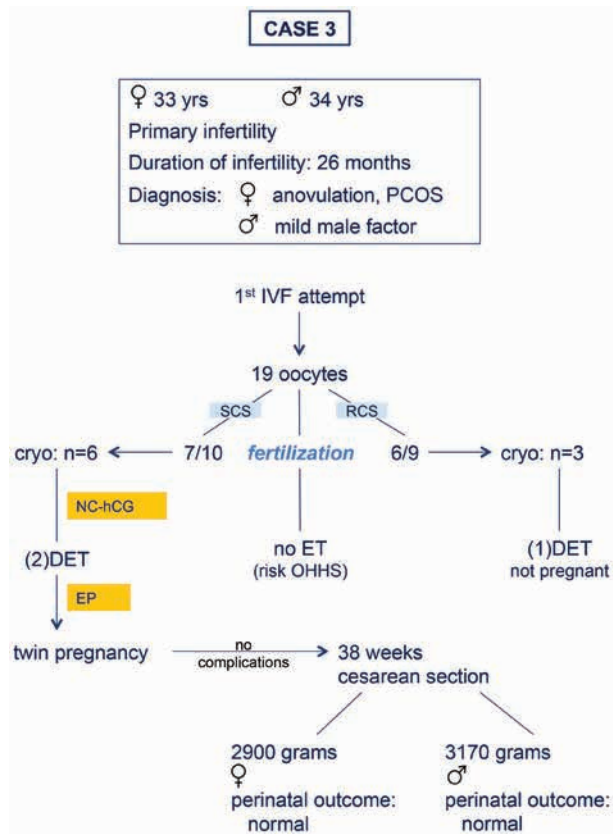 CASE 3
♀ 33 yrs ♂ 34 yrs
Primary infertility
Duration of infertility: 26 months
Diagnosis: ♀ anovulation, PCOS
♂ mild male factor
1st IVF attempt
19 oocytes
SCS RCS
cryo: n=6 7/10 fertilization 6/9 cryo: n=3
NC-hCG
no ET
(risk OHHS)
(2)DET
(1)DET
not pregnant
EP
twin pregnancy
no
complications
38 weeks
cesarean section
2900 grams
♀
perinatal outcome:
normal
3170 grams
♂
perinatal outcome:
normal